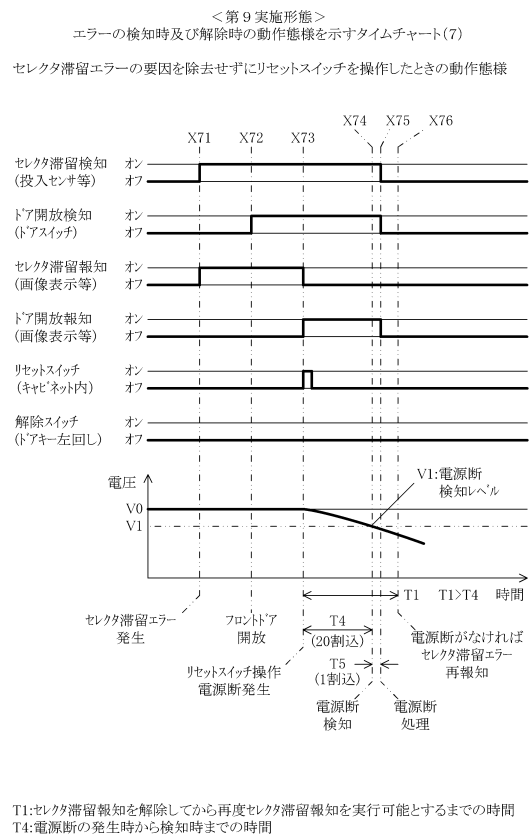 ＜第９実施形態＞
エラーの検知時及び解除時の動作態様を示すタイムチャート(7)
セレクタ滞留エラーの要因を除去せずにリセットスイッチを操作したときの動作態様
X74 X75 X76
X71 X72 X73
セレクタ滞留検知 オン
(投入センサ等) オフ
ドア開放検知 オン
(ドアスイッチ) オフ
セレクタ滞留報知 オン
(画像表示等) オフ
ドア開放報知 オン
(画像表示等) オフ
リセットスイッチ オン
(キャビネット内) オフ
解除スイッチ オン
(ドアキー左回し) オフ
電圧
V1:電源断
検知レベル
V0
V1
T1 T1>T4 時間
セレクタ滞留エラー
発生
フロントドア
開放
T4
(20割込)
電源断がなければ
セレクタ滞留エラー
再報知
リセットスイッチ操作
電源断発生
T5
(1割込)
電源断
検知
電源断
処理
T1:セレクタ滞留報知を解除してから再度セレクタ滞留報知を実行可能とするまでの時間
T4:電源断の発生時から検知時までの時間